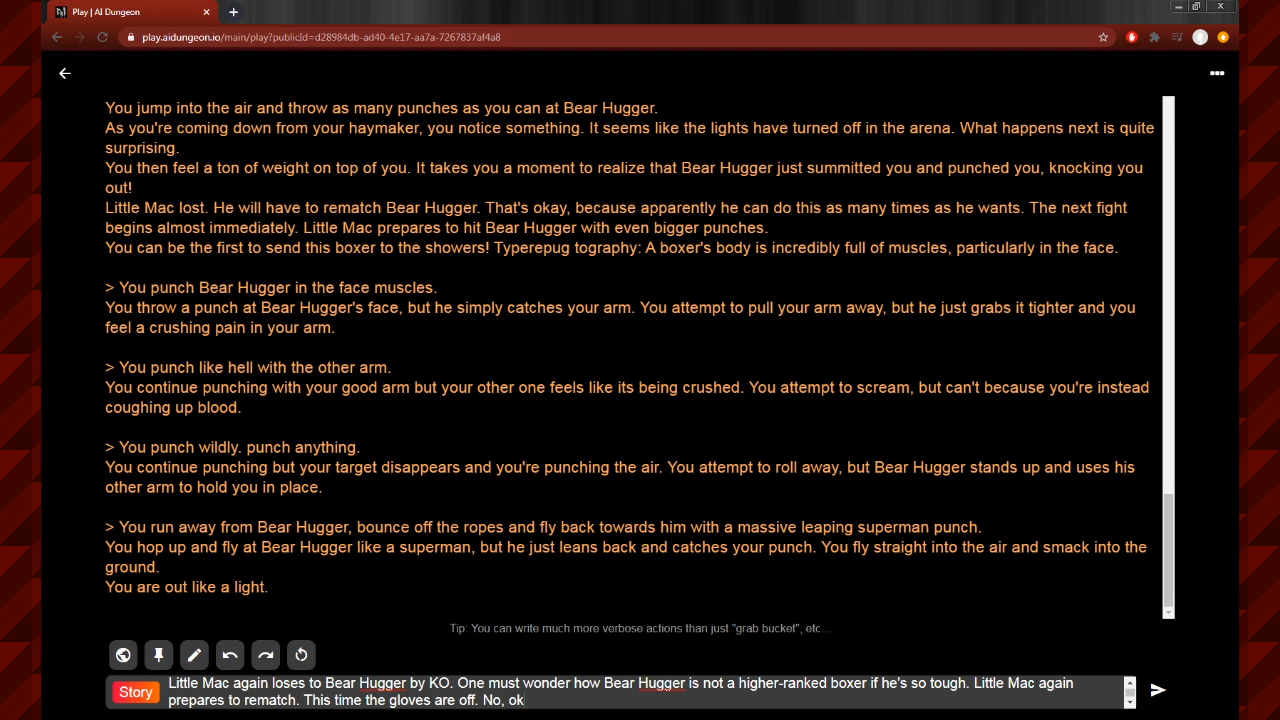 Play | AI Dungeon
play.aidungeon.io/main/play?publicId=d28984db-ad40-4e17-aa7a-7267837af4a8
You jump into the air and throw as many punches as you can at Bear Hugger.
As you're coming down from your haymaker, you notice something. It seems like the lights have turned off in the arena. What happens next is quite
surprising.
You then feel a ton of weight on top of you. It takes you a moment to realize that Bear Hugger just summitted you and punched you, knocking you
out!
Little Mac lost. He will have to rematch Bear Hugger. That's okay, because apparently he can do this as many times as he wants. The next fight
begins almost immediately. Little Mac prepares to hit Bear Hugger with even bigger punches.
You can be the first to send this boxer to the showers! Typerepug tography: A boxer's body is incredibly full of muscles, particularly in the face.
> You punch Bear Hugger in the face muscles.
You throw a punch at Bear Hugger's face, but he simply catches your arm. You attempt to pull your arm away, but he just grabs it tighter and you
feel a crushing pain in your arm.
> You punch like hell with the other arm.
You continue punching with your good arm but your other one feels like its being crushed. You attempt to scream, but can't because you're instead
coughing up blood.
> You punch wildly. punch anything.
You continue punching but your target disappears and you're punching the air. You attempt to roll away, but Bear Hugger stands up and uses his
other arm to hold you in place.
> You run away from Bear Hugger, bounce off the ropes and fly back towards him with a massive leaping superman punch.
You hop up and fly at Bear Hugger like a superman, but he just leans back and catches your punch. You fly straight into the air and smack into the
ground.
You are out like a light.
Tip: You can write much more verbose actions than just "grab bucket", etc...
Story
Little Mac again loses to Bear Hugger by KO. One must wonder how Bear Hugger is not a higher-ranked boxer if he's so tough. Little Mac again
prepares to rematch. This time the gloves are off. No, ok